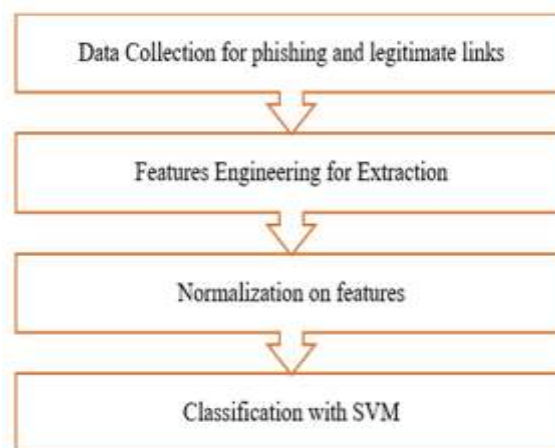 Data Collection for phishing and legitimate links
Features Engineering for Extraction
Normalization on features
Classification with SVM